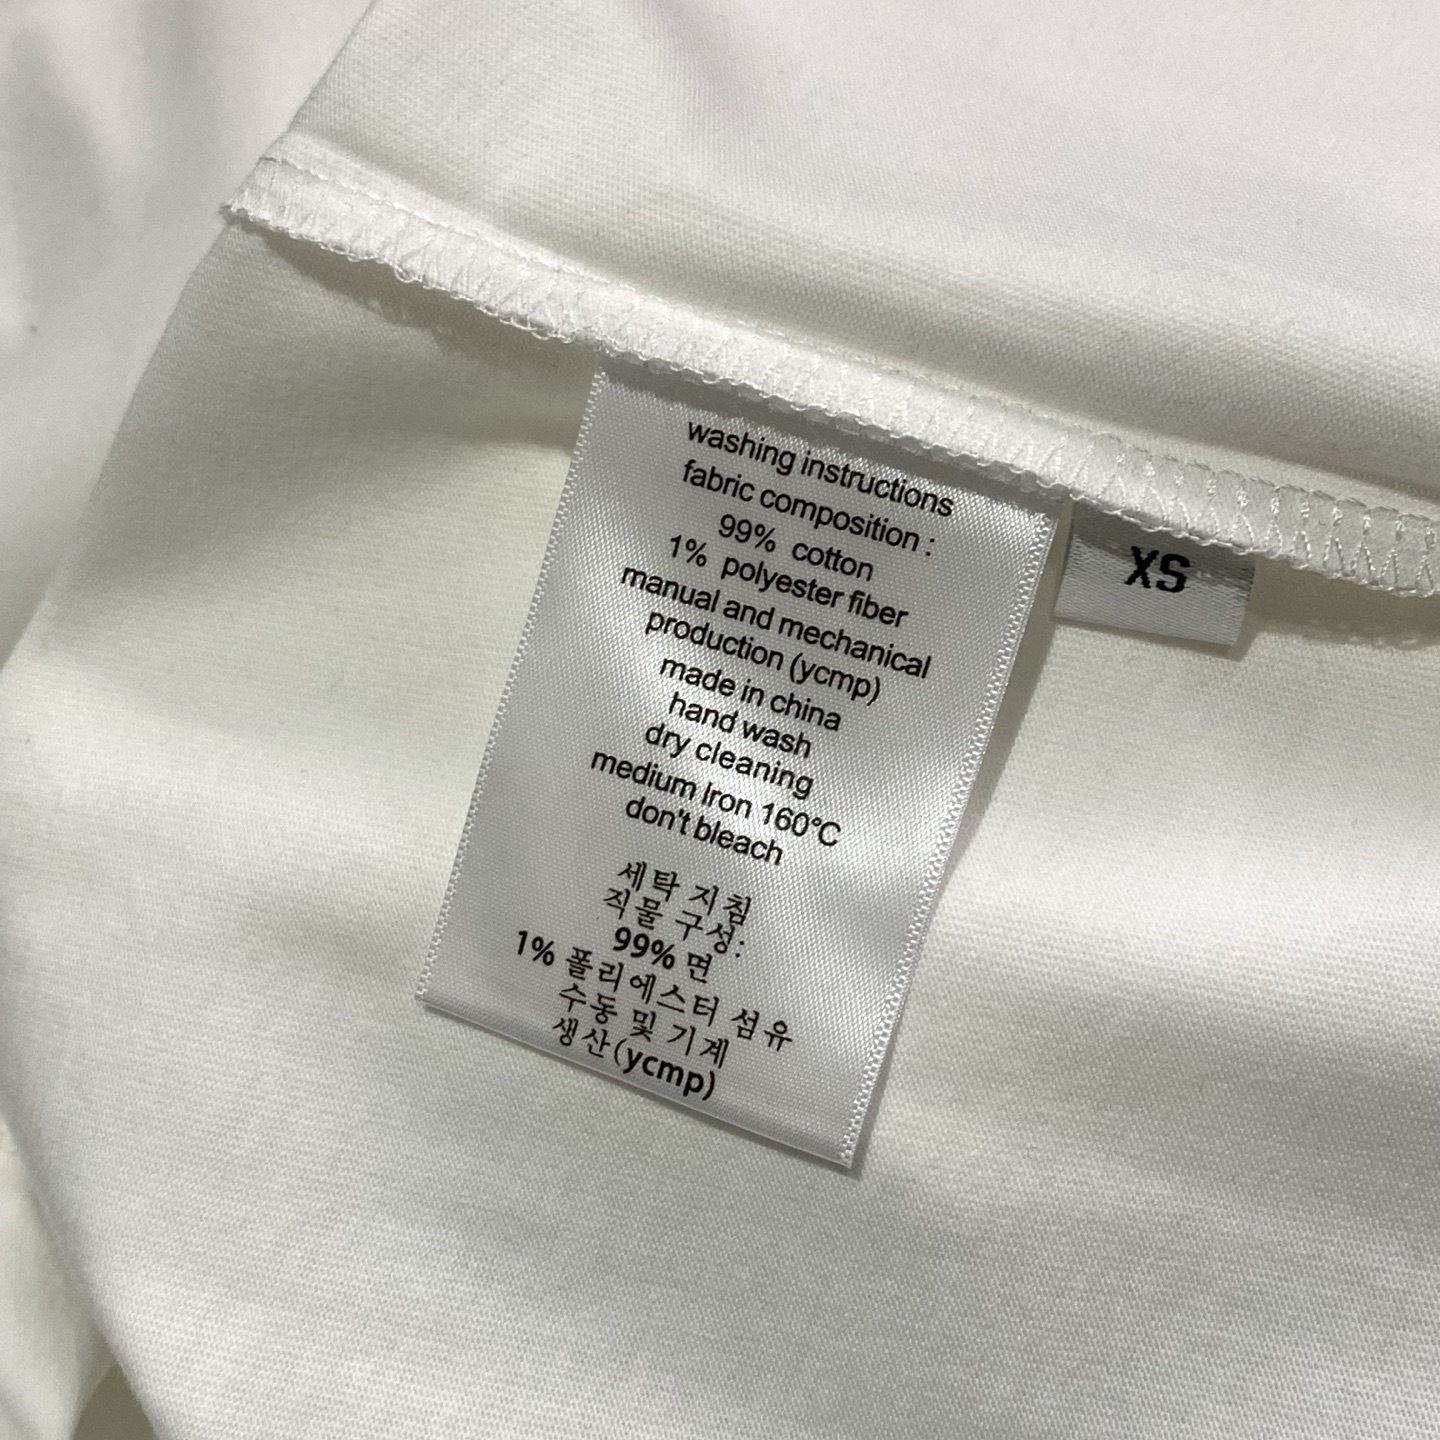 washing instructions
fabric composition :
99% cotton
1% polyester fiber
manual and mechanical
production (ycmp)
made in china
hand wash
dry cleaning
medium Iron 160°C
don't bleach
세탁 지침
직물 구성:
99% 면
1% 폴리에스터 섬유
수동 및 기계
생산(ycmp)
XS